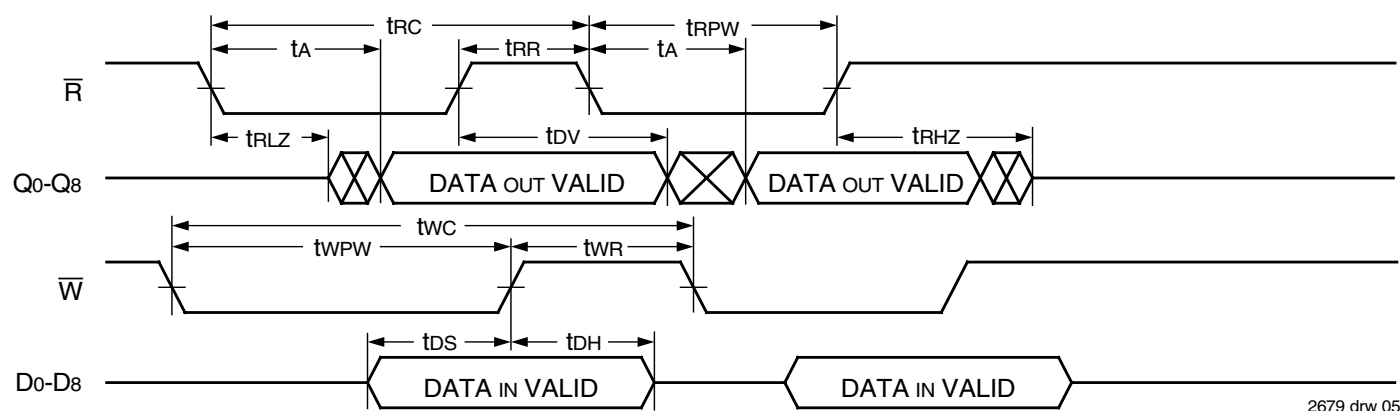 tRC tRPW
tA tRR tA
R̅
tRLZ tDV tRHZ
Q0-Q8 DATA OUT VALID DATA OUT VALID
tWC
tWPW tWR
W̅
tDS tDH
D0-D8 DATA IN VALID DATA IN VALID
2679 drw 05